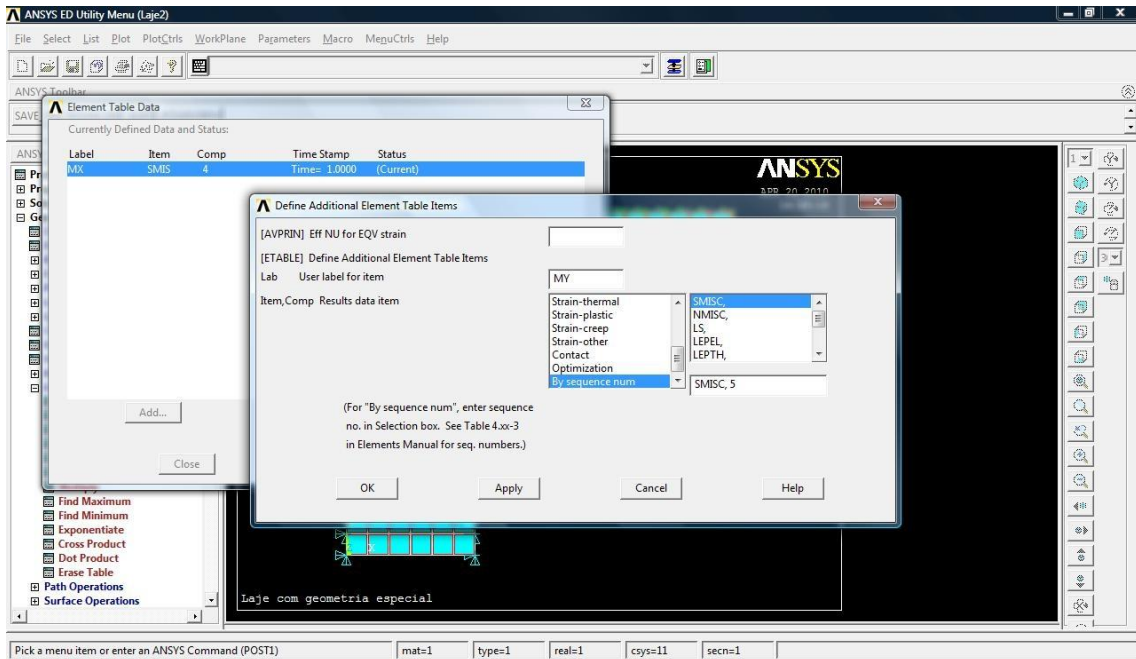 ANSYS ED Utility Menu (Laje2)
File Select List Plot PlotCtrls WorkPlane Parameters Macro MenuCtrls Help
ANSYS Toolbar
SAVE
Element Table Data
Currently Defined Data and Status:
Label Item Comp Time Stamp Status
MX SMIS 4 Time= 1.0000 (Current)
Add...
Close
ANSYS
APR 20 2010
Define Additional Element Table Items
[AVPRIN] Eff NU for EQV strain
[ETABLE] Define Additional Element Table Items
Lab User label for item MY
Item,Comp Results data item
Strain-thermal
Strain-plastic
Strain-creep
Strain-other
Contact
Optimization
By sequence num
SMISC,
NMISC,
LS,
LEPEL,
LEPTH,
SMISC, 5
(For "By sequence num", enter sequence
no. in Selection box. See Table 4.xx-3
in Elements Manual for seq. numbers.)
OK Apply Cancel Help
Find Maximum
Find Minimum
Exponentiate
Cross Product
Dot Product
Erase Table
Path Operations
Surface Operations
X
Laje com geometria especial
1
3
Pick a menu item or enter an ANSYS Command (POST1) mat=1 type=1 real=1 csys=11 secn=1